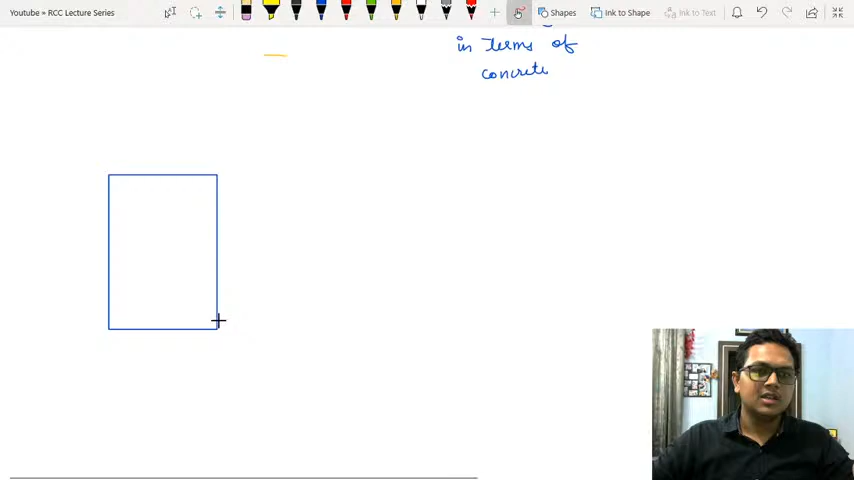 Youtube » RCC Lecture Series
Shapes
Ink to Shape
Ink to Text
in Terms of
concrete